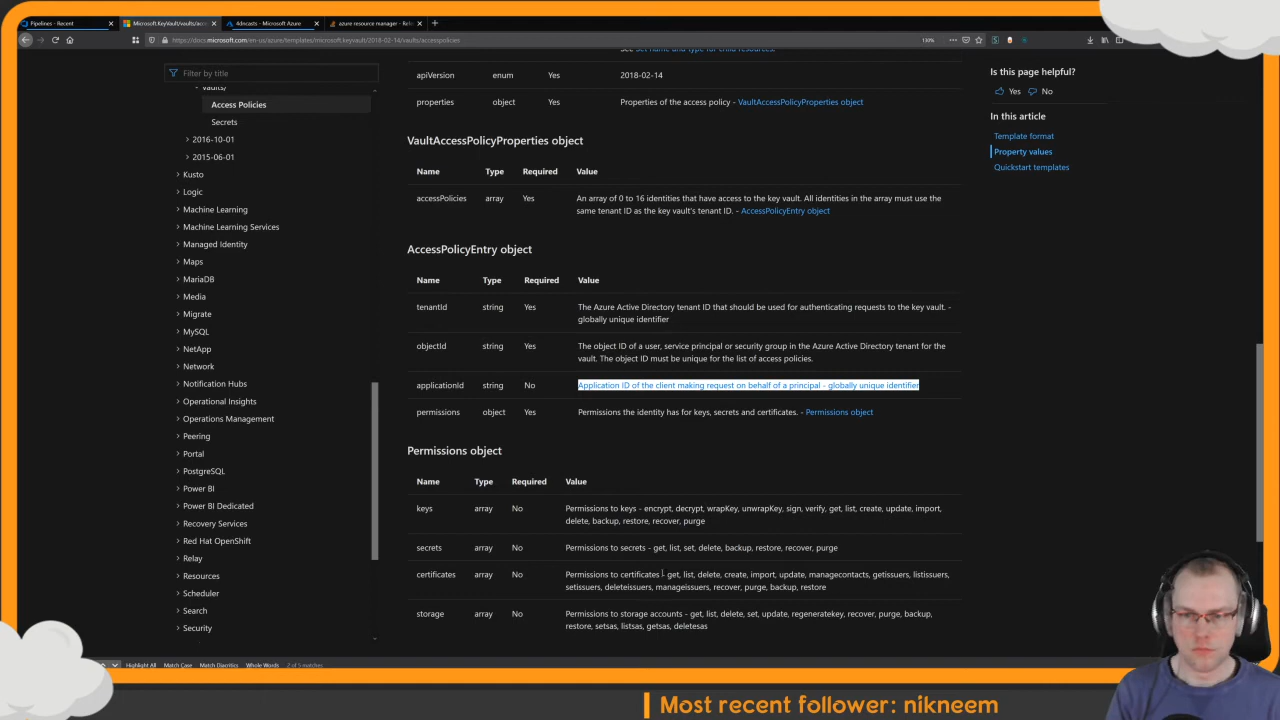 Pipelines - Recent
Microsoft.KeyVault/vaults/acce
4dncasts - Microsoft Azure
azure resource manager - Rele
https://docs.microsoft.com/en-us/azure/templates/microsoft.keyvault/2018-02-14/vaults/accesspolicies
130%
Filter by title
vaults/
Access Policies
Secrets
2016-10-01
2015-06-01
Kusto
Logic
Machine Learning
Machine Learning Services
Managed Identity
Maps
MariaDB
Media
Migrate
MySQL
NetApp
Network
Notification Hubs
Operational Insights
Operations Management
Peering
Portal
PostgreSQL
Power BI
Power BI Dedicated
Recovery Services
Red Hat OpenShift
Relay
Resources
Scheduler
Search
Security
See Set name and type for child resources.
apiVersion enum Yes 2018-02-14
properties object Yes Properties of the access policy - VaultAccessPolicyProperties object
VaultAccessPolicyProperties object
Name Type Required Value
accessPolicies array Yes An array of 0 to 16 identities that have access to the key vault. All identities in the array must use the
same tenant ID as the key vault's tenant ID. - AccessPolicyEntry object
AccessPolicyEntry object
Name Type Required Value
tenantId string Yes The Azure Active Directory tenant ID that should be used for authenticating requests to the key vault. -
globally unique identifier
objectId string Yes The object ID of a user, service principal or security group in the Azure Active Directory tenant for the
vault. The object ID must be unique for the list of access policies.
applicationId string No Application ID of the client making request on behalf of a principal - globally unique identifier
permissions object Yes Permissions the identity has for keys, secrets and certificates. - Permissions object
Permissions object
Name Type Required Value
keys array No Permissions to keys - encrypt, decrypt, wrapKey, unwrapKey, sign, verify, get, list, create, update, import,
delete, backup, restore, recover, purge
secrets array No Permissions to secrets - get, list, set, delete, backup, restore, recover, purge
certificates array No Permissions to certificates - get, list, delete, create, import, update, managecontacts, getissuers, listissuers,
setissuers, deleteissuers, manageissuers, recover, purge, backup, restore
storage array No Permissions to storage accounts - get, list, delete, set, update, regeneratekey, recover, purge, backup,
restore, setsas, listsas, getsas, deletesas
Is this page helpful?
Yes No
In this article
Template format
Property values
Quickstart templates
Highlight All Match Case Match Diacritics Whole Words 2 of 5 matches
Most recent follower: nikneem